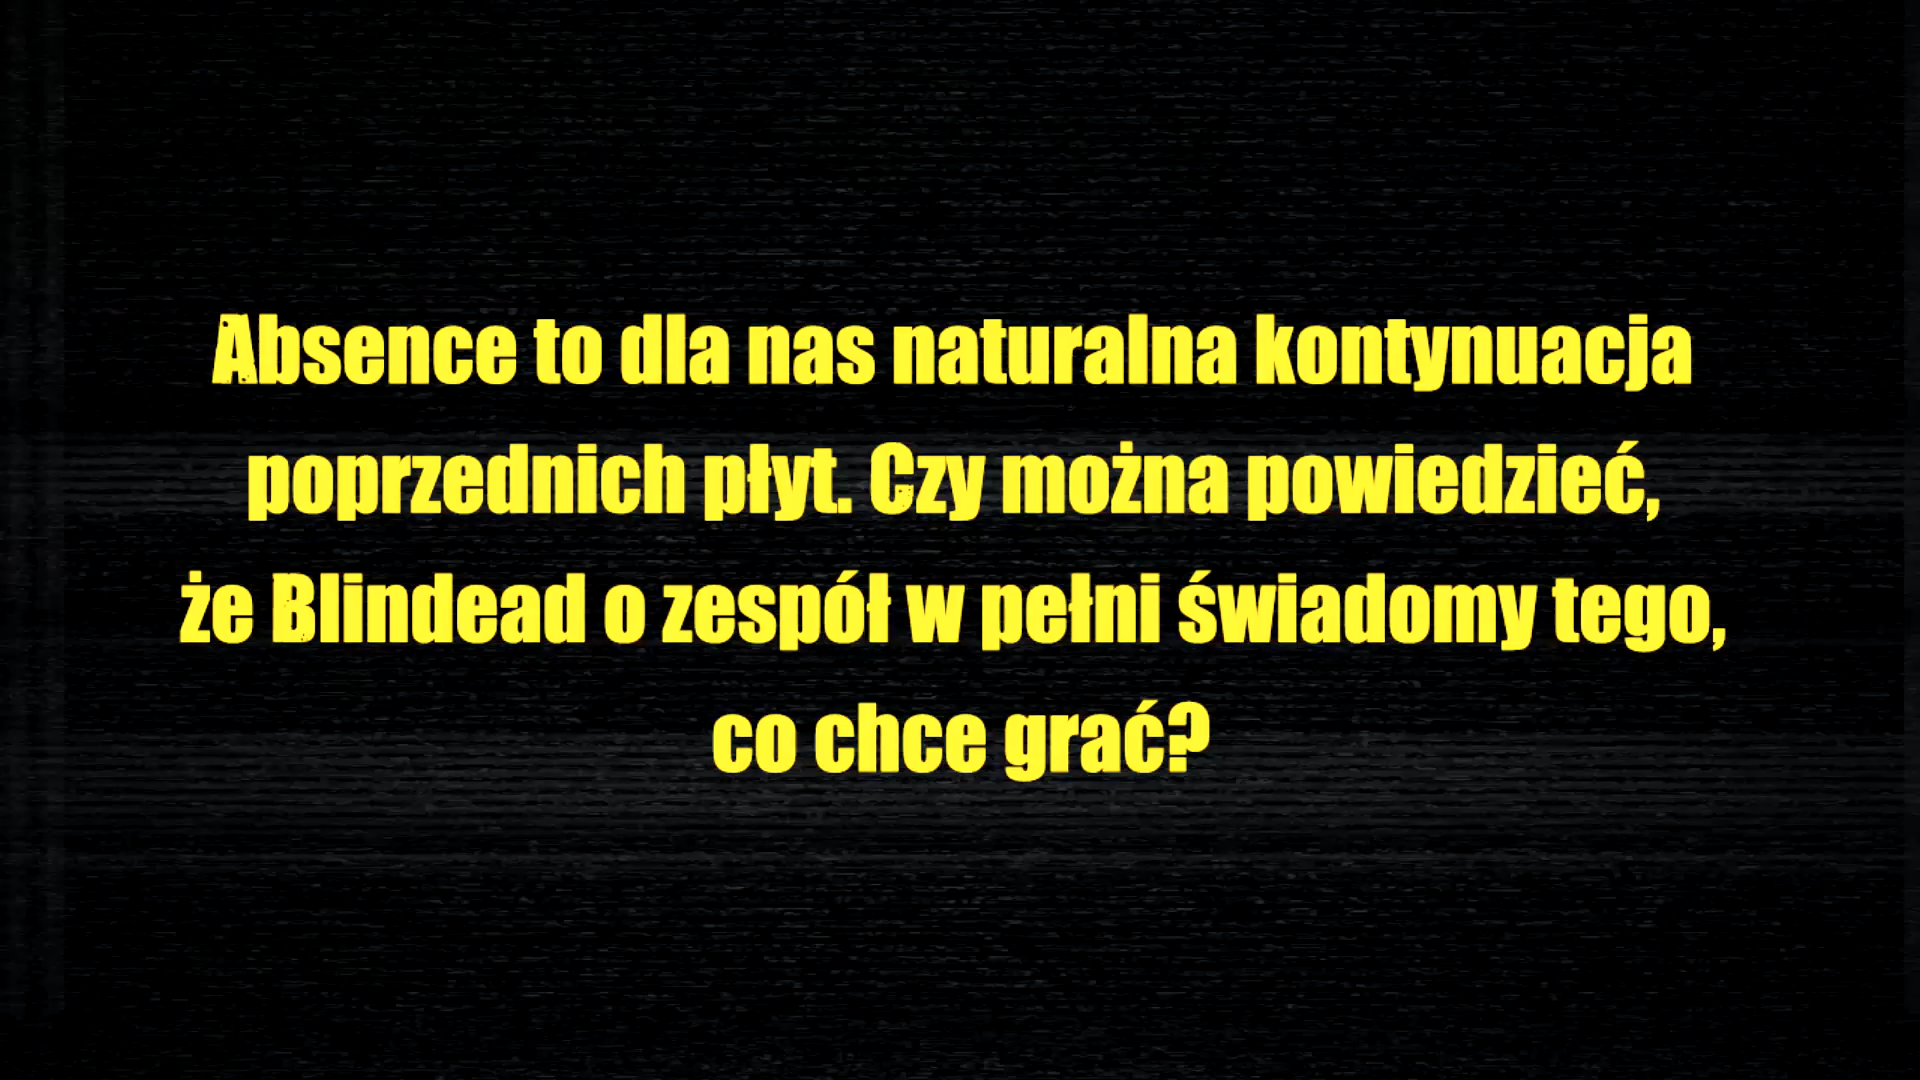 Absence to dla nas naturalna kontynuacja
poprzednich płyt. Czy można powiedzieć,
że Blindead o zespół w pełni świadomy tego,
co chce grać?